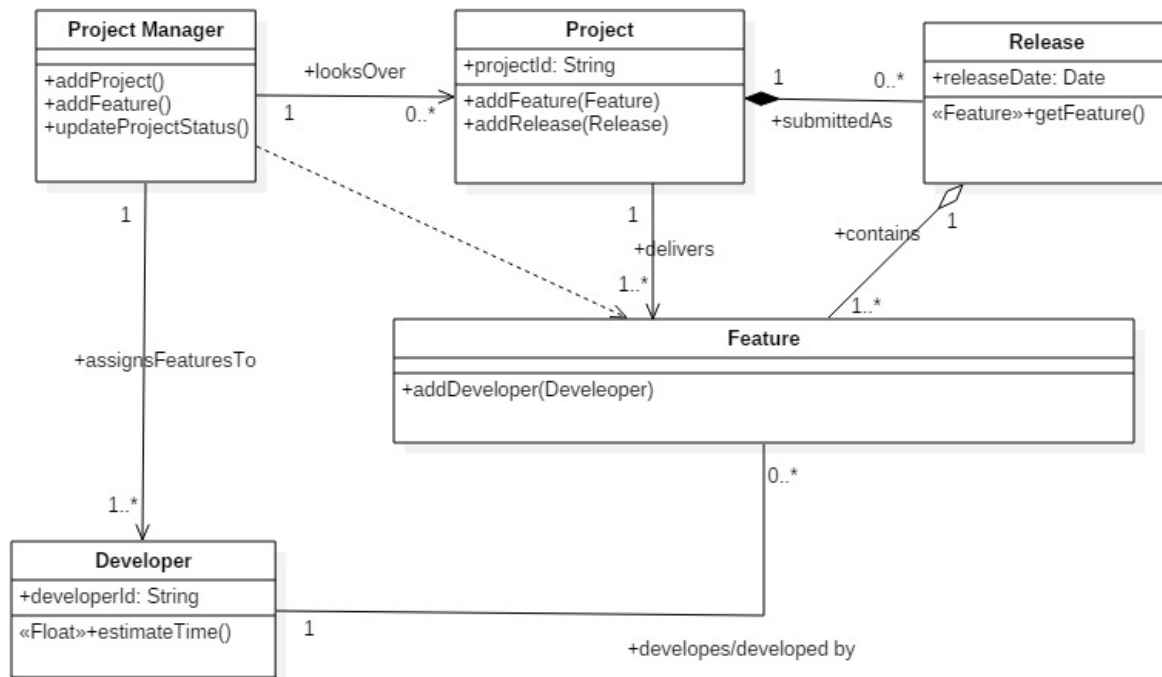 Project Manager
+addProject()
+addFeature()
+updateProjectStatus()
+looksOver
1
0..*
Project
+projectId: String
+addFeature(Feature)
+addRelease(Release)
1
0..*
+submittedAs
Release
+releaseDate: Date
«Feature»+getFeature()
1
+delivers
1..*
+contains
1
1..*
1
+assignsFeaturesTo
1..*
Feature
+addDeveloper(Develeoper)
0..*
Developer
+developerId: String
«Float»+estimateTime()
1
+developes/developed by